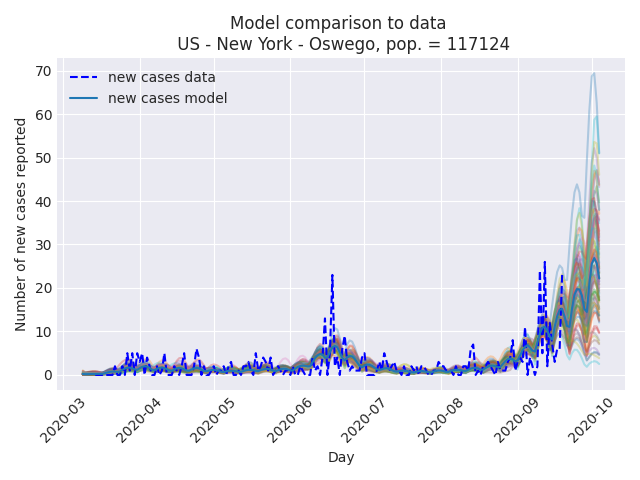 Model comparison to data
US - New York - Oswego, pop. = 117124
new cases data
new cases model
Number of new cases reported
70
60
50
40
30
20
10
0
2020-03
2020-04
2020-05
2020-06
2020-07
2020-08
2020-09
2020-10
Day